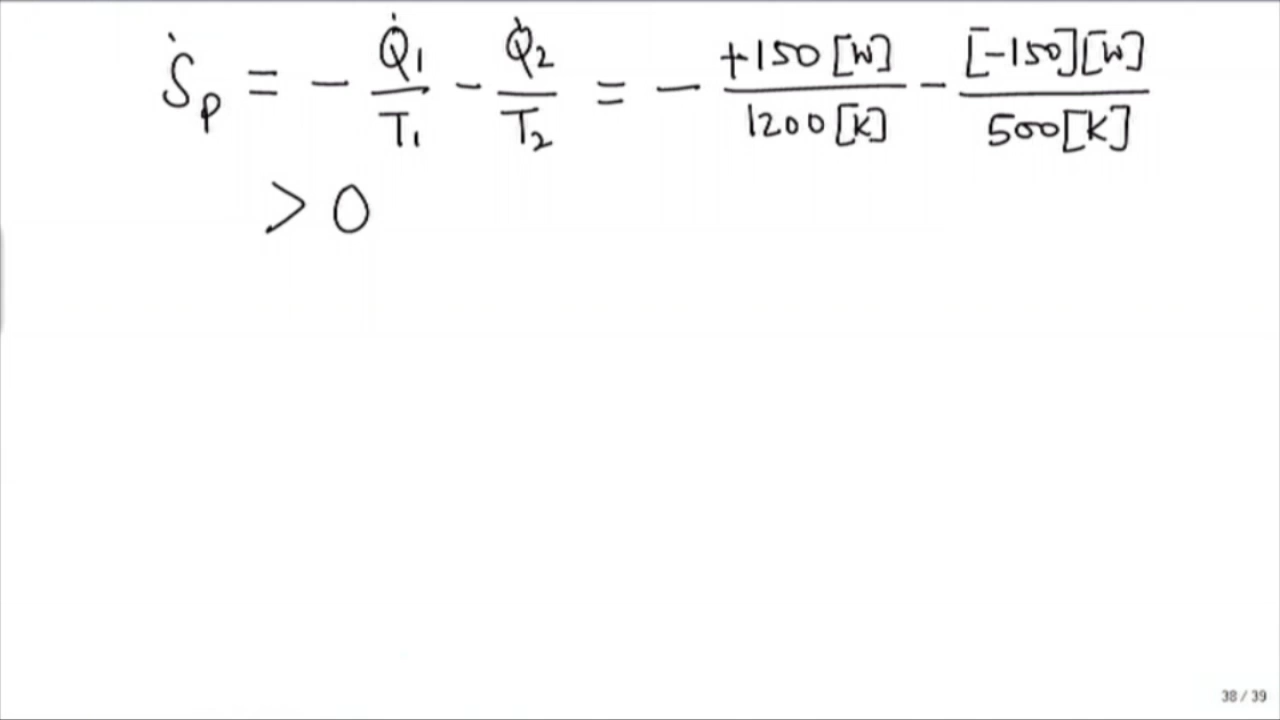 Ṡp = - Q̇1/T1 - Q̇2/T2 = - +150 [W]/1200 [K] - [-150][W]/500 [K]
> 0
38 / 39